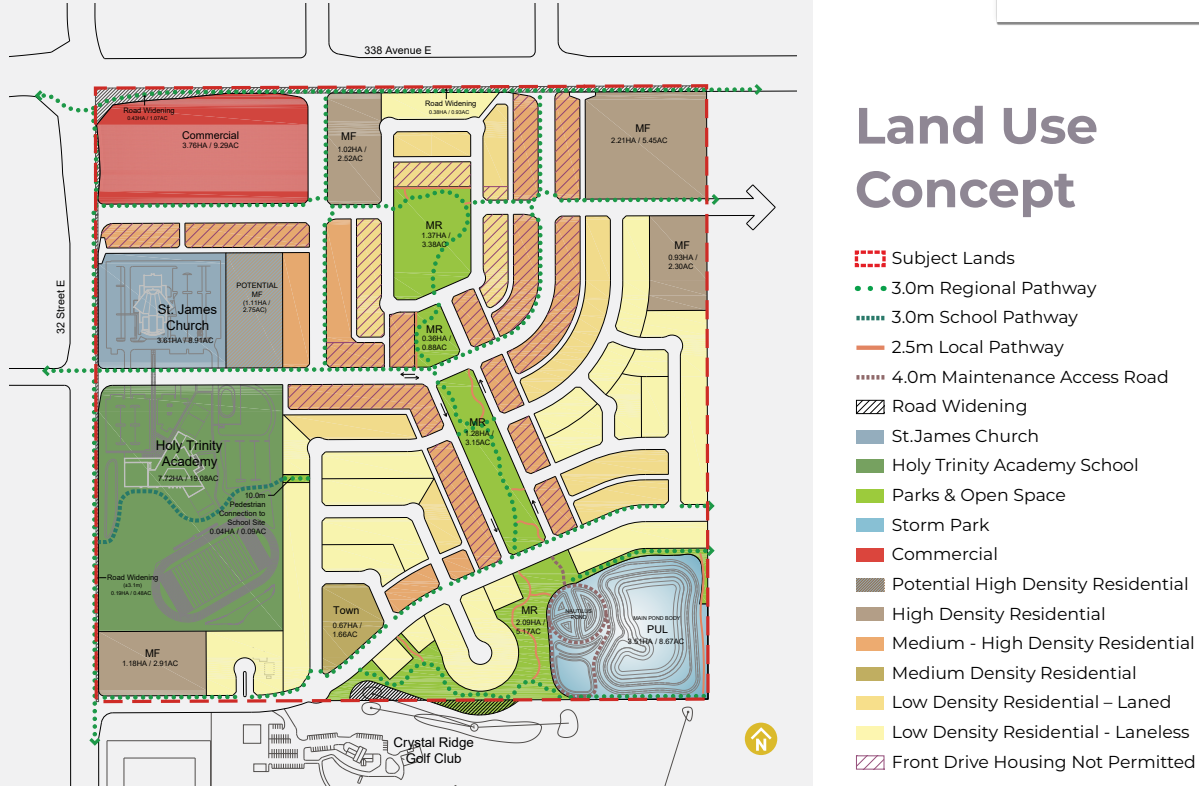 338 Avenue E
Road Widening
0.43HA / 1.07AC
Road Widening
0.38HA / 0.93AC
Commercial
3.76HA / 9.29AC
MF
1.02HA /
2.52AC
MF
2.21HA / 5.45AC
MR
1.37HA /
3.38AC
MF
0.93HA /
2.30AC
32 Street E
St. James
Church
3.61HA / 8.91AC
POTENTIAL
MF
(1.11HA /
2.75AC)
MR
0.36HA /
0.88AC
MR
1.28HA /
3.15AC
Holy Trinity
Academy
7.72HA / 19.08AC
10.0m
Pedestrian
Connection to
School Site
0.04HA / 0.09AC
Road Widening
(±3.1m)
0.19HA / 0.48AC
Town
0.67HA /
1.66AC
MR
2.09HA /
5.17AC
NAUTILUS
POND
MAIN POND BODY
PUL
3.51HA / 8.67AC
MF
1.18HA / 2.91AC
Crystal Ridge
Golf Club
N
Land Use
Concept
Subject Lands
3.0m Regional Pathway
3.0m School Pathway
2.5m Local Pathway
4.0m Maintenance Access Road
Road Widening
St.James Church
Holy Trinity Academy School
Parks & Open Space
Storm Park
Commercial
Potential High Density Residential
High Density Residential
Medium - High Density Residential
Medium Density Residential
Low Density Residential – Laned
Low Density Residential - Laneless
Front Drive Housing Not Permitted